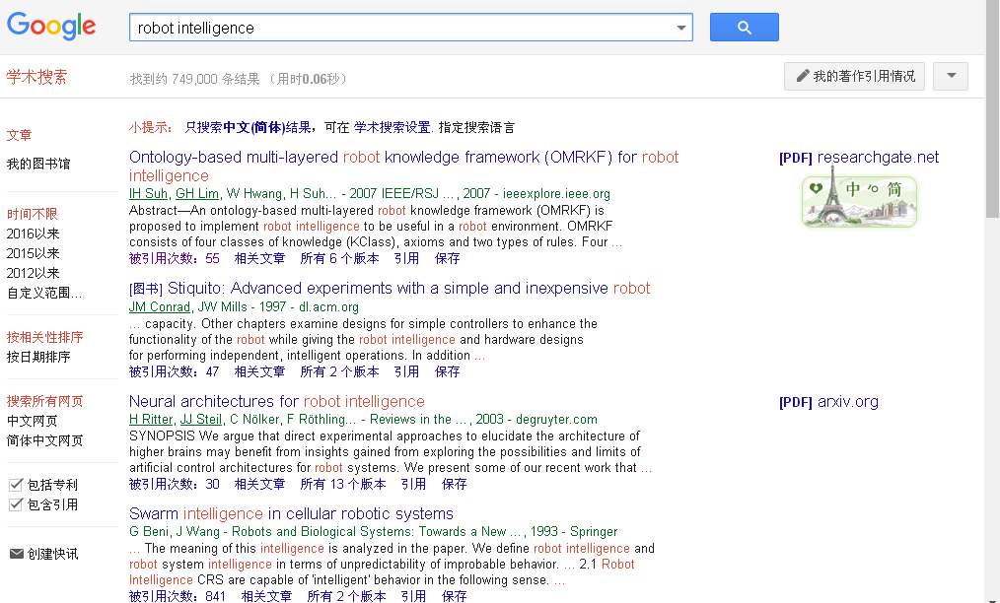 Google
robot intelligence
学术搜索
找到约 749,000 条结果 （用时0.06秒）
我的著作引用情况
文章
我的图书馆
时间不限
2016以来
2015以来
2012以来
自定义范围...
按相关性排序
按日期排序
搜索所有网页
中文网页
简体中文网页
包括专利
包含引用
创建快讯
小提示： 只搜索中文(简体)结果，可在 学术搜索设置. 指定搜索语言
Ontology-based multi-layered robot knowledge framework (OMRKF) for robot
intelligence
IH Suh, GH Lim, W Hwang, H Suh... - 2007 IEEE/RSJ ..., 2007 - ieeexplore.ieee.org
Abstract—An ontology-based multi-layered robot knowledge framework (OMRKF) is
proposed to implement robot intelligence to be useful in a robot environment. OMRKF
consists of four classes of knowledge (KClass), axioms and two types of rules. Four ...
被引用次数：55 相关文章 所有 6 个版本 引用 保存
[PDF] researchgate.net
中 简
[图书] Stiquito: Advanced experiments with a simple and inexpensive robot
JM Conrad, JW Mills - 1997 - dl.acm.org
... capacity. Other chapters examine designs for simple controllers to enhance the
functionality of the robot while giving the robot intelligence and hardware designs
for performing independent, intelligent operations. In addition ...
被引用次数：47 相关文章 所有 2 个版本 引用 保存
Neural architectures for robot intelligence
H Ritter, JJ Steil, C Nölker, F Röthling... - Reviews in the ..., 2003 - degruyter.com
SYNOPSIS We argue that direct experimental approaches to elucidate the architecture of
higher brains may benefit from insights gained from exploring the possibilities and limits of
artificial control architectures for robot systems. We present some of our recent work that ...
被引用次数：30 相关文章 所有 13 个版本 引用 保存
[PDF] arxiv.org
Swarm intelligence in cellular robotic systems
G Beni, J Wang - Robots and Biological Systems: Towards a New ..., 1993 - Springer
... The meaning of this intelligence is analyzed in the paper. We define robot intelligence and
robot system intelligence in terms of unpredictability of improbable behavior. ... 2.1 Robot
Intelligence CRS are capable of 'intelligent' behavior in the following sense. ...
被引用次数：841 相关文章 所有 2 个版本 引用 保存